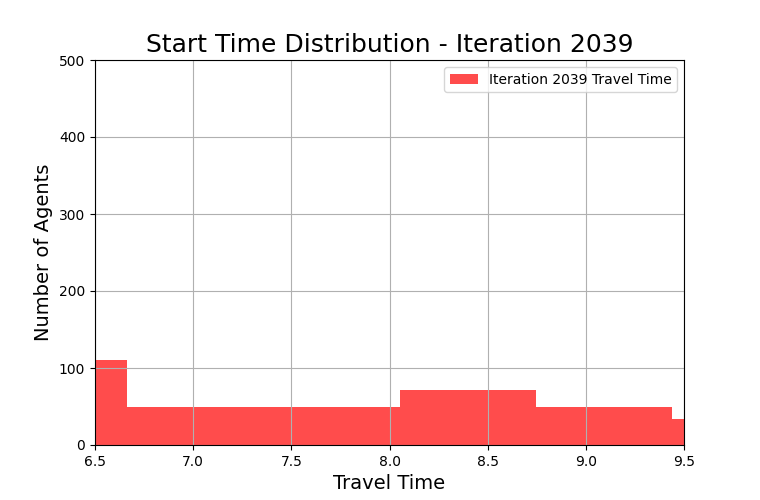 Start Time Distribution - Iteration 2039
Iteration 2039 Travel Time
Number of Agents
500
400
300
200
100
0
6.5 7.0 7.5 8.0 8.5 9.0 9.5
Travel Time